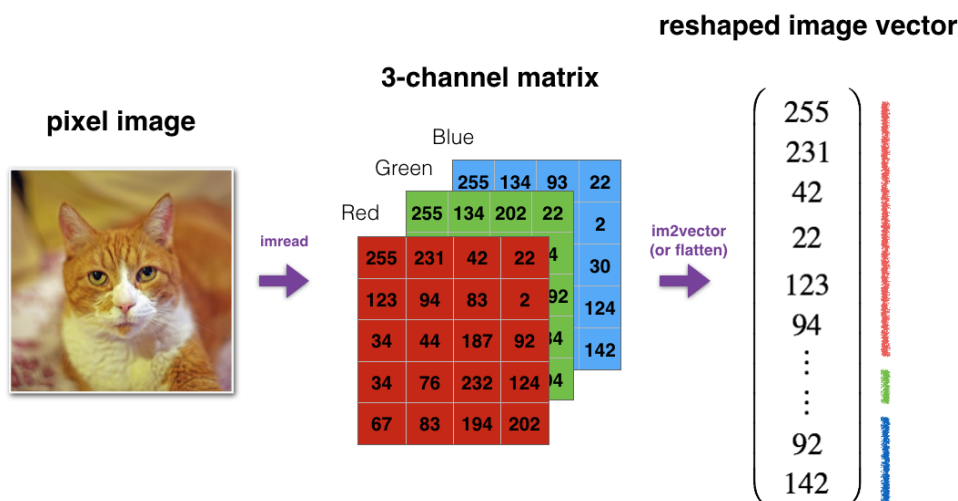 reshaped image vector
3-channel matrix
pixel image
Blue
Green
Red
imread
im2vector
(or flatten)
255 134 93 22
2
30
124
142
255 134 202 22
4
92
34
94
255 231 42 22
123 94 83 2
34 44 187 92
34 76 232 124
67 83 194 202
255
231
42
22
123
94
⋮
⋮
92
142